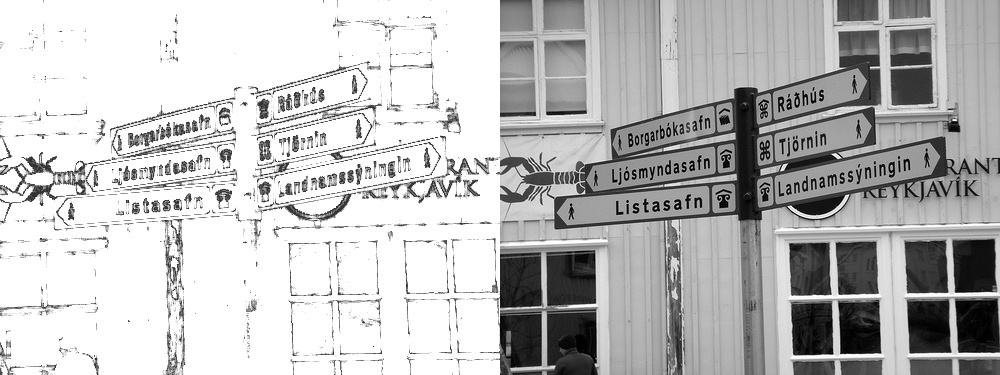 Borgarbókasafn
Ljósmyndasafn
Listasafn
Ráðhús
Tjörnin
Landnamssýningin
RANT
REYKJAVÍK
Borgarbókasafn
Ljósmyndasafn
Listasafn
Ráðhús
Tjörnin
Landnamssýningin
RANT
REYKJAVÍK